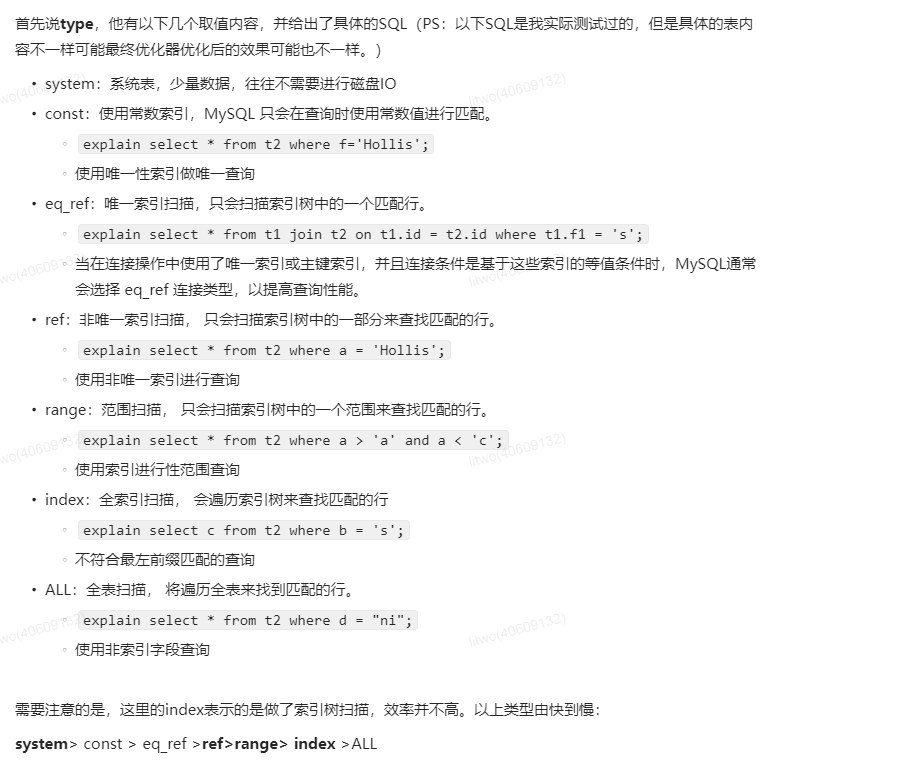 首先说type，他有以下几个取值内容，并给出了具体的SQL（PS：以下SQL是我实际测试过的，但是具体的表内
容不一样可能最终优化器优化后的效果可能也不一样。）
• system：系统表，少量数据，往往不需要进行磁盘IO
• const：使用常数索引，MySQL 只会在查询时使用常数值进行匹配。
◦ explain select * from t2 where f='Hollis';
◦ 使用唯一性索引做唯一查询
• eq_ref：唯一索引扫描，只会扫描索引树中的一个匹配行。
◦ explain select * from t1 join t2 on t1.id = t2.id where t1.f1 = 's';
◦ 当在连接操作中使用了唯一索引或主键索引，并且连接条件是基于这些索引的等值条件时，MySQL通常
会选择 eq_ref 连接类型，以提高查询性能。
• ref：非唯一索引扫描， 只会扫描索引树中的一部分来查找匹配的行。
◦ explain select * from t2 where a = 'Hollis';
◦ 使用非唯一索引进行查询
• range：范围扫描， 只会扫描索引树中的一个范围来查找匹配的行。
◦ explain select * from t2 where a > 'a' and a < 'c';
◦ 使用索引进行性范围查询
• index：全索引扫描， 会遍历索引树来查找匹配的行
◦ explain select c from t2 where b = 's';
◦ 不符合最左前缀匹配的查询
• ALL：全表扫描， 将遍历全表来找到匹配的行。
◦ explain select * from t2 where d = "ni";
◦ 使用非索引字段查询
需要注意的是，这里的index表示的是做了索引树扫描，效率并不高。以上类型由快到慢：
system> const > eq_ref >ref>range> index >ALL